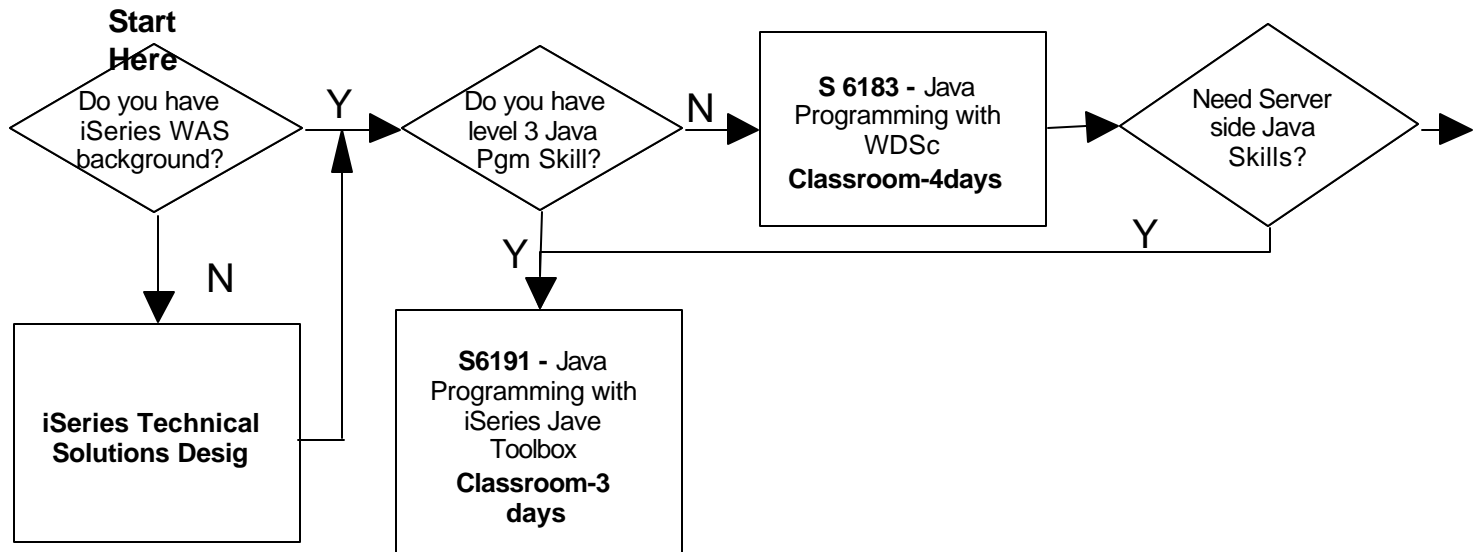 Start
Here
Do you have
iSeries WAS
background?
Y
Do you have
level 3 Java
Pgm Skill?
N
S 6183 - Java
Programming with
WDSc
Classroom-4days
Need Server
side Java
Skills?
N
Y
Y
iSeries Technical
Solutions Desig
S6191 - Java
Programming with
iSeries Jave
Toolbox
Classroom-3
days